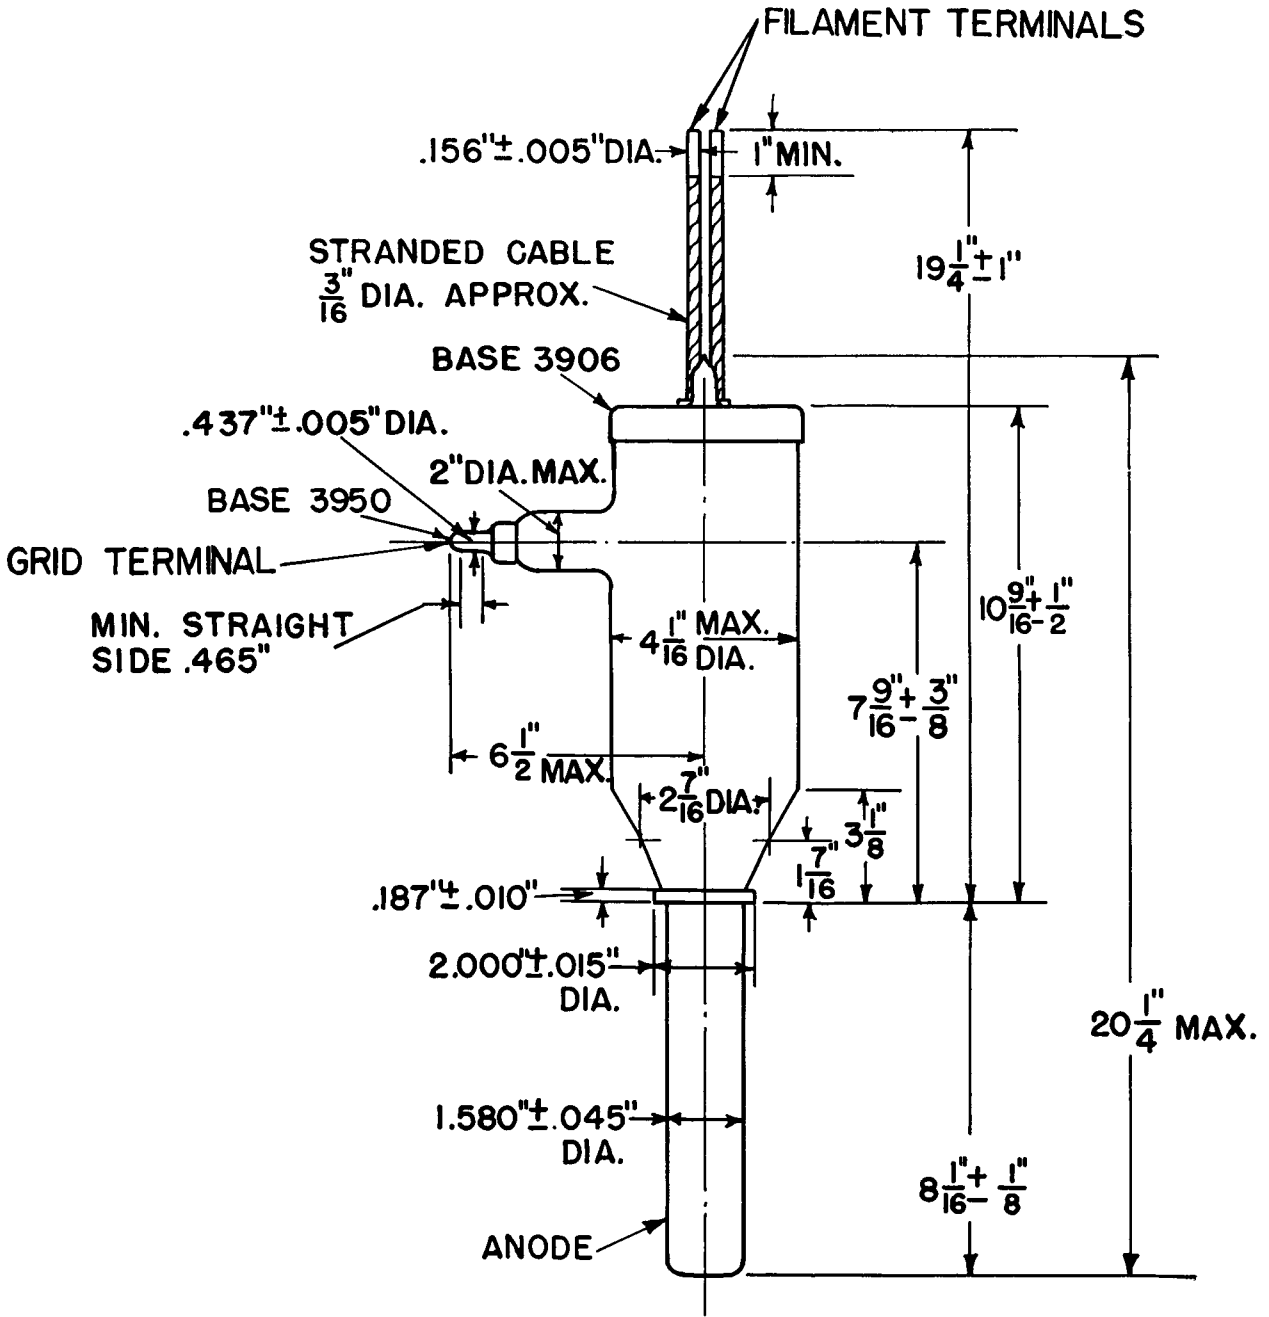 FILAMENT TERMINALS
.156"±.005"DIA.
1"MIN.
STRANDED CABLE
3/16" DIA. APPROX.
19 1/4"±1"
BASE 3906
.437"±.005"DIA.
2"DIA.MAX.
BASE 3950
GRID TERMINAL
MIN. STRAIGHT
SIDE .465"
4 1/16" MAX.
DIA.
10 9/16"±1/2"
7 9/16"±3/8"
6 1/2" MAX.
2 7/16" DIA.
3 1/8"
1 7/16"
.187"±.010"
2.000"±.015"
DIA.
20 1/4" MAX.
1.580"±.045"
DIA.
8 1/16"±1/8"
ANODE